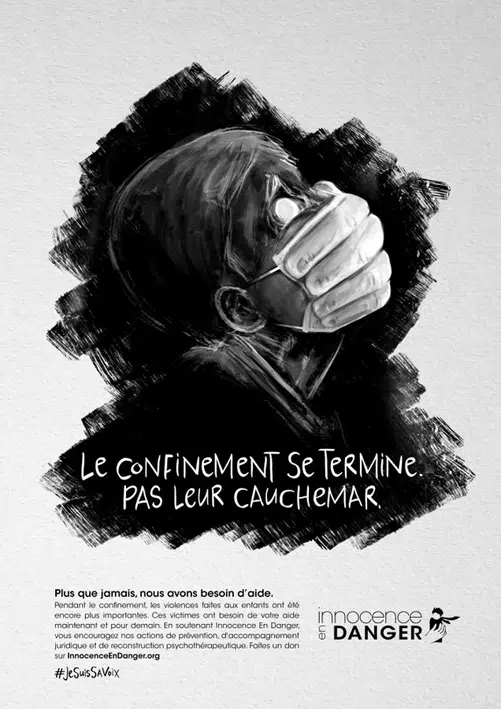 Le confinement se termine.
Pas leur cauchemar.
Plus que jamais, nous avons besoin d'aide.
Pendant le confinement, les violences faites aux enfants ont été
encore plus importantes. Ces victimes ont besoin de votre aide
maintenant et pour demain. En soutenant Innocence En Danger,
vous encouragez nos actions de prévention, d'accompagnement
juridique et de reconstruction psychothérapeutique. Faites un don
sur InnocenceEnDanger.org
#JeSuisSaVoix
innocence
en DANGER